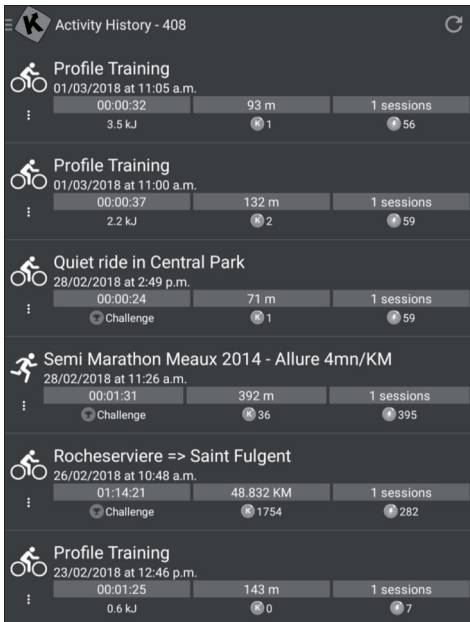 K Activity History - 408
Profile Training
01/03/2018 at 11:05 a.m.
00:00:32 93 m 1 sessions
3.5 kJ K 1 56
Profile Training
01/03/2018 at 11:00 a.m.
00:00:37 132 m 1 sessions
2.2 kJ K 2 59
Quiet ride in Central Park
28/02/2018 at 2:49 p.m.
00:00:24 71 m 1 sessions
Challenge K 1 59
Semi Marathon Meaux 2014 - Allure 4mn/KM
28/02/2018 at 11:26 a.m.
00:01:31 392 m 1 sessions
Challenge K 36 395
Rocheserviere => Saint Fulgent
26/02/2018 at 10:48 a.m.
01:14:21 48.832 KM 1 sessions
Challenge K 1754 282
Profile Training
23/02/2018 at 12:46 p.m.
00:01:25 143 m 1 sessions
0.6 kJ K 0 7